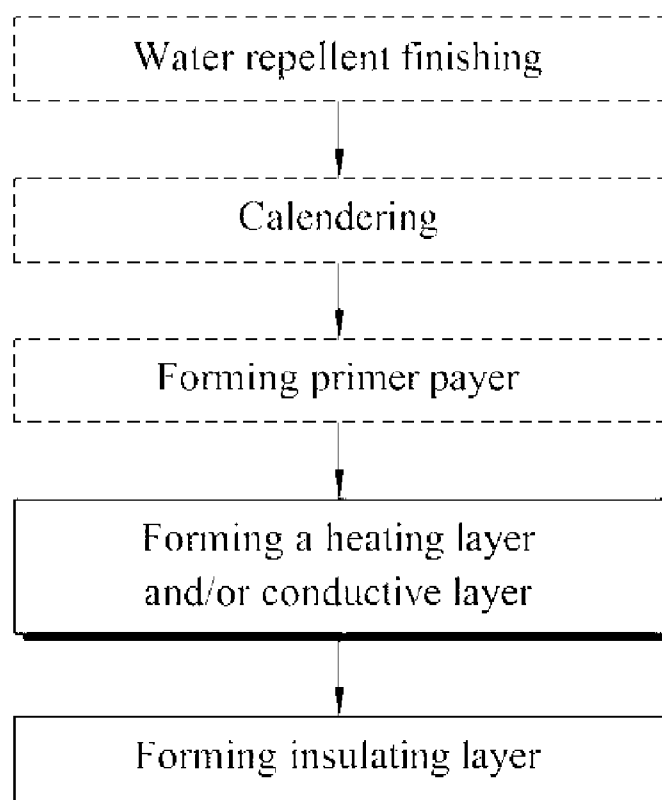 Water repellent finishing
Calendering
Forming primer payer
Forming a heating layer
and/or conductive layer
Forming insulating layer